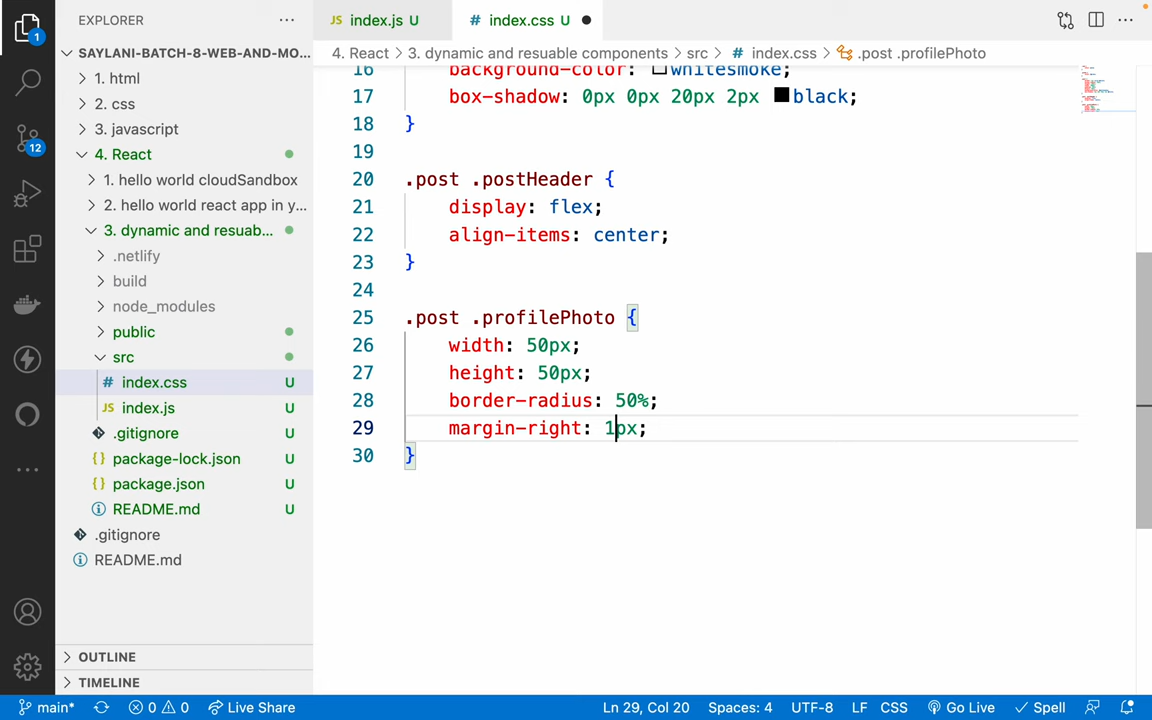 EXPLORER
index.js U
index.css U
SAYLANI-BATCH-8-WEB-AND-MO...
4. React > 3. dynamic and resuable components > src > index.css > .post .profilePhoto
1. html
2. css
3. javascript
4. React
1. hello world cloudSandbox
2. hello world react app in y...
3. dynamic and resuab...
.netlify
build
node_modules
public
src
index.css U
index.js U
.gitignore U
package-lock.json U
package.json U
README.md U
.gitignore
README.md
OUTLINE
TIMELINE
1
12
16 background-color: whitesmoke;
17 box-shadow: 0px 0px 20px 2px black;
18 }
19
20 .post .postHeader {
21 display: flex;
22 align-items: center;
23 }
24
25 .post .profilePhoto {
26 width: 50px;
27 height: 50px;
28 border-radius: 50%;
29 margin-right: 1px;
30 }
main* 0 0 Live Share Ln 29, Col 20 Spaces: 4 UTF-8 LF CSS Go Live Spell